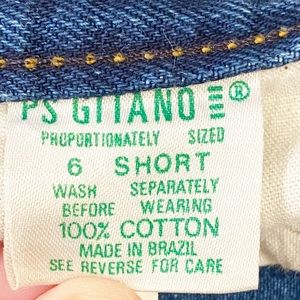 PS GITANO ®
PROPORTIONATELY SIZED
6 SHORT
WASH SEPARATELY
BEFORE WEARING
100% COTTON
MADE IN BRAZIL
SEE REVERSE FOR CARE